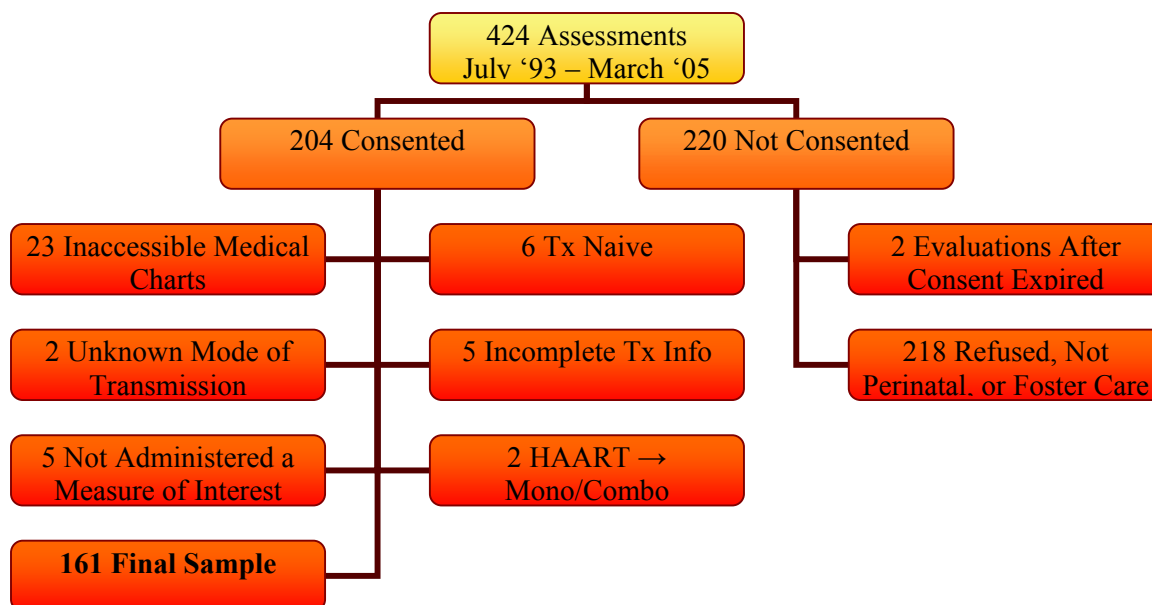 424 Assessments
July ‘93 – March ‘05
204 Consented
220 Not Consented
23 Inaccessible Medical
Charts
6 Tx Naive
2 Evaluations After
Consent Expired
2 Unknown Mode of
Transmission
5 Incomplete Tx Info
218 Refused, Not
Perinatal, or Foster Care
5 Not Administered a
Measure of Interest
2 HAART →
Mono/Combo
161 Final Sample